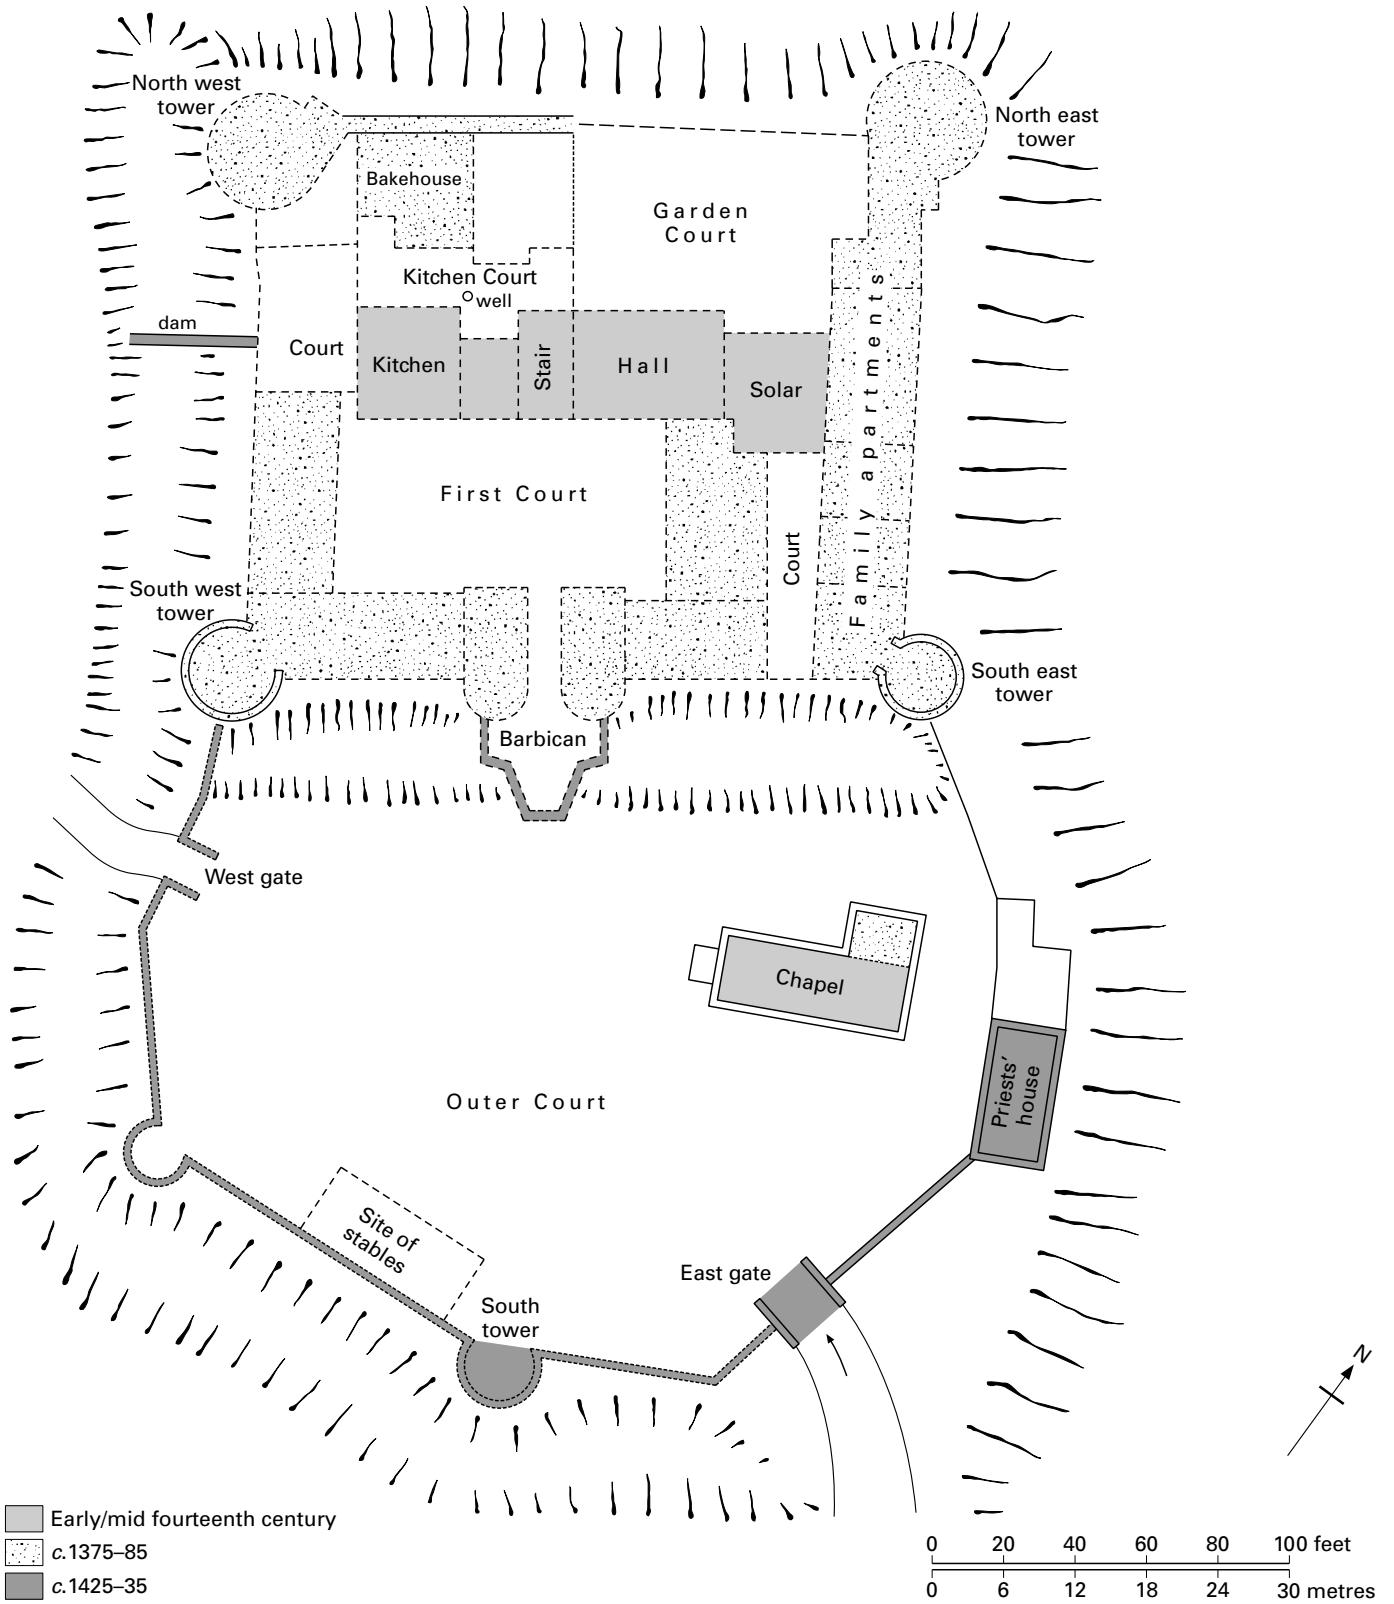 North west
tower
North east
tower
Bakehouse
Garden
Court
Kitchen Court
well
dam
Court
Kitchen
Stair
Hall
Solar
Family apartments
First Court
Court
South west
tower
South east
tower
Barbican
West gate
Chapel
Priests’
house
Outer Court
Site of
stables
East gate
South
tower
N
Early/mid fourteenth century
c.1375–85
c.1425–35
0 20 40 60 80 100 feet
0 6 12 18 24 30 metres